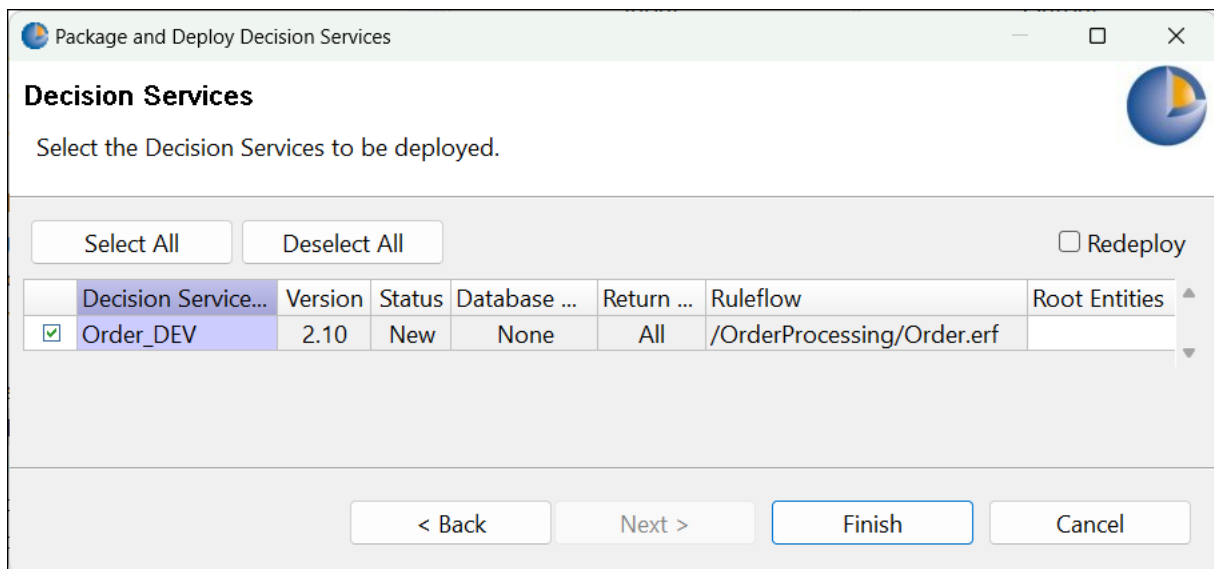 Package and Deploy Decision Services
Decision Services
Select the Decision Services to be deployed.
Select All Deselect All Redeploy
Decision Service... Version Status Database ... Return ... Ruleflow Root Entities
Order_DEV 2.10 New None All /OrderProcessing/Order.erf
< Back Next > Finish Cancel